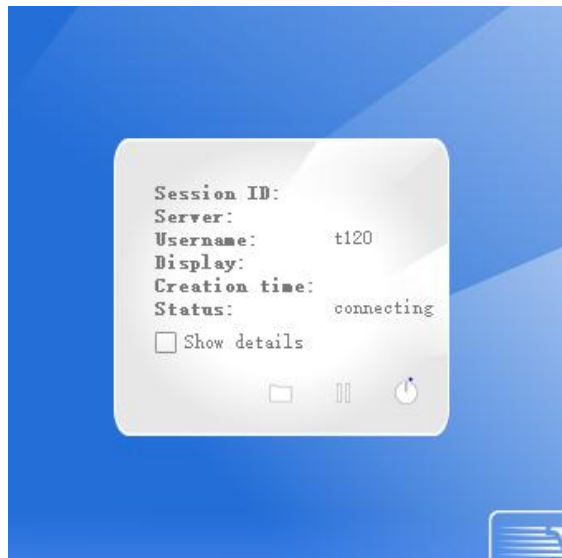 Session ID:
Server:
Username: t120
Display:
Creation time:
Status: connecting
Show details